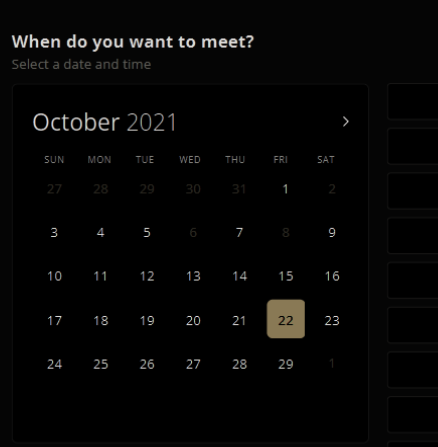 When do you want to meet?
Select a date and time
October 2021
SUN MON TUE WED THU FRI SAT
27 28 29 30 31 1 2
3 4 5 6 7 8 9
10 11 12 13 14 15 16
17 18 19 20 21 22 23
24 25 26 27 28 29 1